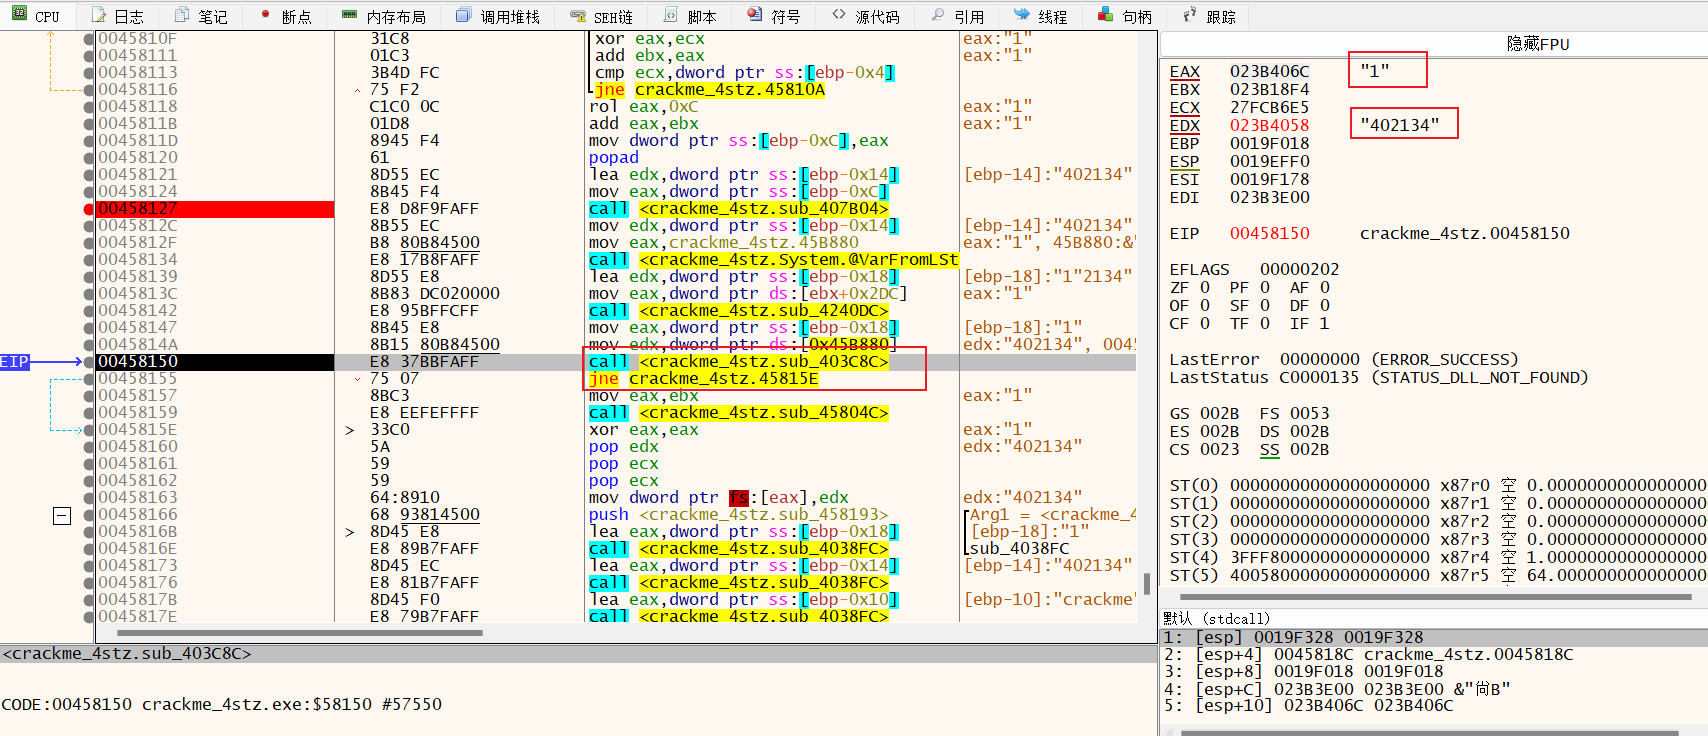 CPU 日志 笔记 断点 内存布局 调用堆栈 SEH链 脚本 符号 源代码 引用 线程 句柄 跟踪
0045810F 31C8 xor eax,ecx eax:"1"
00458111 01C3 add ebx,eax eax:"1"
00458113 3B4D FC cmp ecx,dword ptr ss:[ebp-0x4]
00458116 75 F2 jne crackme_4stz.45810A
00458118 C1C0 0C rol eax,0xC eax:"1"
0045811B 01D8 add eax,ebx eax:"1"
0045811D 8945 F4 mov dword ptr ss:[ebp-0xC],eax
00458120 61 popad
00458121 8D55 EC lea edx,dword ptr ss:[ebp-0x14] [ebp-14]:"402134"
00458124 8B45 F4 mov eax,dword ptr ss:[ebp-0xC]
00458127 E8 D8F9FAFF call <crackme_4stz.sub_407B04>
0045812C 8B55 EC mov edx,dword ptr ss:[ebp-0x14] [ebp-14]:"402134"
0045812F B8 80B84500 mov eax,crackme_4stz.45B880 eax:"1", 45B880:&"
00458134 E8 17B8FAFF call <crackme_4stz.System.@VarFromLSt
00458139 8D55 E8 lea edx,dword ptr ss:[ebp-0x18] [ebp-18]:"1"2134"
0045813C 8B83 DC020000 mov eax,dword ptr ds:[ebx+0x2DC] eax:"1"
00458142 E8 95BFFCFF call <crackme_4stz.sub_4240DC>
00458147 8B45 E8 mov eax,dword ptr ss:[ebp-0x18] [ebp-18]:"1"
0045814A 8B15 80B84500 mov edx,dword ptr ds:[0x45B880] edx:"402134", 0045
EIP 00458150 E8 37BBFAFF call <crackme_4stz.sub_403C8C>
00458155 75 07 jne crackme_4stz.45815E
00458157 8BC3 mov eax,ebx eax:"1"
00458159 E8 EEFEFFFF call <crackme_4stz.sub_45804C>
0045815E > 33C0 xor eax,eax eax:"1"
00458160 5A pop edx edx:"402134"
00458161 59 pop ecx
00458162 59 pop ecx
00458163 64:8910 mov dword ptr fs:[eax],edx edx:"402134"
00458166 68 93814500 push <crackme_4stz.sub_458193> Arg1 = <crackme_4
0045816B > 8D45 E8 lea eax,dword ptr ss:[ebp-0x18] [ebp-18]:"1"
0045816E E8 89B7FAFF call <crackme_4stz.sub_4038FC> sub_4038FC
00458173 8D45 EC lea eax,dword ptr ss:[ebp-0x14] [ebp-14]:"402134"
00458176 E8 81B7FAFF call <crackme_4stz.sub_4038FC>
0045817B 8D45 F0 lea eax,dword ptr ss:[ebp-0x10] [ebp-10]:"crackme"
0045817E E8 79B7FAFF call <crackme_4stz.sub_4038FC>
<crackme_4stz.sub_403C8C>
CODE:00458150 crackme_4stz.exe:$58150 #57550
隐藏FPU
EAX 023B406C "1"
EBX 023B18F4
ECX 27FCB6E5
EDX 023B4058 "402134"
EBP 0019F018
ESP 0019EFF0
ESI 0019F178
EDI 023B3E00
EIP 00458150 crackme_4stz.00458150
EFLAGS 00000202
ZF 0 PF 0 AF 0
OF 0 SF 0 DF 0
CF 0 TF 0 IF 1
LastError 00000000 (ERROR_SUCCESS)
LastStatus C0000135 (STATUS_DLL_NOT_FOUND)
GS 002B FS 0053
ES 002B DS 002B
CS 0023 SS 002B
ST(0) 00000000000000000000 x87r0 空 0.0000000000000000
ST(1) 00000000000000000000 x87r1 空 0.0000000000000000
ST(2) 00000000000000000000 x87r2 空 0.0000000000000000
ST(3) 00000000000000000000 x87r3 空 0.0000000000000000
ST(4) 3FFF8000000000000000 x87r4 空 1.0000000000000000
ST(5) 40058000000000000000 x87r5 空 64.000000000000000
默认 (stdcall)
1: [esp] 0019F328 0019F328
2: [esp+4] 0045818C crackme_4stz.0045818C
3: [esp+8] 0019F018 0019F018
4: [esp+C] 023B3E00 023B3E00 &"尙B"
5: [esp+10] 023B406C 023B406C